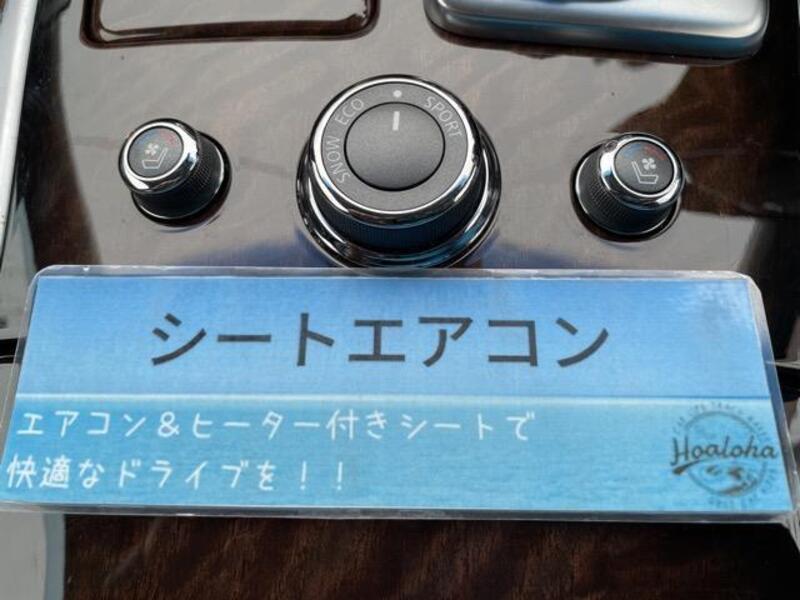 SNOW ECO SPORT
シートエアコン
エアコン&ヒーター付きシートで
快適なドライブを!!
Hoaloha